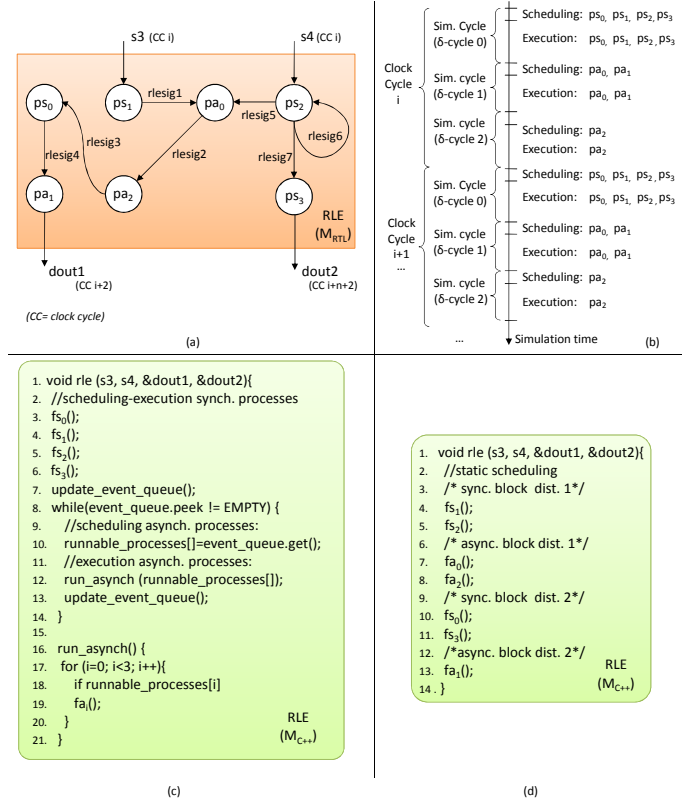 s3 (CC i)
s4 (CC i)
ps0
ps1
pa0
ps2
rlesig1
rlesig5
rlesig6
rlesig3
rlesig4
rlesig2
rlesig7
pa1
pa2
ps3
RLE
(MRTL)
dout1
(CC i+2)
dout2
(CC i+n+2)
(CC= clock cycle)
(a)
Clock
Cycle
i
Sim. Cycle
(δ-cycle 0)
Scheduling: ps0, ps1, ps2, ps3
Execution: ps0, ps1, ps2, ps3
Sim. Cycle
(δ-cycle 1)
Scheduling: pa0, pa1
Execution: pa0, pa1
Sim. cycle
(δ-cycle 2)
Scheduling: pa2
Execution: pa2
Clock
Cycle
i+1
...
Sim. Cycle
(δ-cycle 0)
Scheduling: ps0, ps1, ps2, ps3
Execution: ps0, ps1, ps2, ps3
Sim. cycle
(δ-cycle 1)
Scheduling: pa0, pa1
Execution: pa0, pa1
Sim. cycle
(δ-cycle 2)
Scheduling: pa2
Execution: pa2
...
Simulation time
(b)
1. void rle (s3, s4, &dout1, &dout2){
2. //scheduling-execution synch. processes
3. fs0();
4. fs1();
5. fs2();
6. fs3();
7. update_event_queue();
8. while(event_queue.peek != EMPTY) {
9. //scheduling asynch. processes:
10. runnable_processes[]=event_queue.get();
11. //execution asynch. processes:
12. run_asynch (runnable_processes[]);
13. update_event_queue();
14. }
15.
16. run_asynch() {
17. for (i=0; i<3; i++){
18. if runnable_processes[i]
19. fai();
20. }
21. }
RLE
(MC++)
(c)
1. void rle (s3, s4, &dout1, &dout2){
2. //static scheduling
3. /* sync. block dist. 1*/
4. fs1();
5. fs2();
6. /* async. block dist. 1*/
7. fa0();
8. fa2();
9. /* sync. block dist. 2*/
10. fs0();
11. fs3();
12. /*async. block dist. 2*/
13. fa1();
14 . }
RLE
(MC++)
(d)